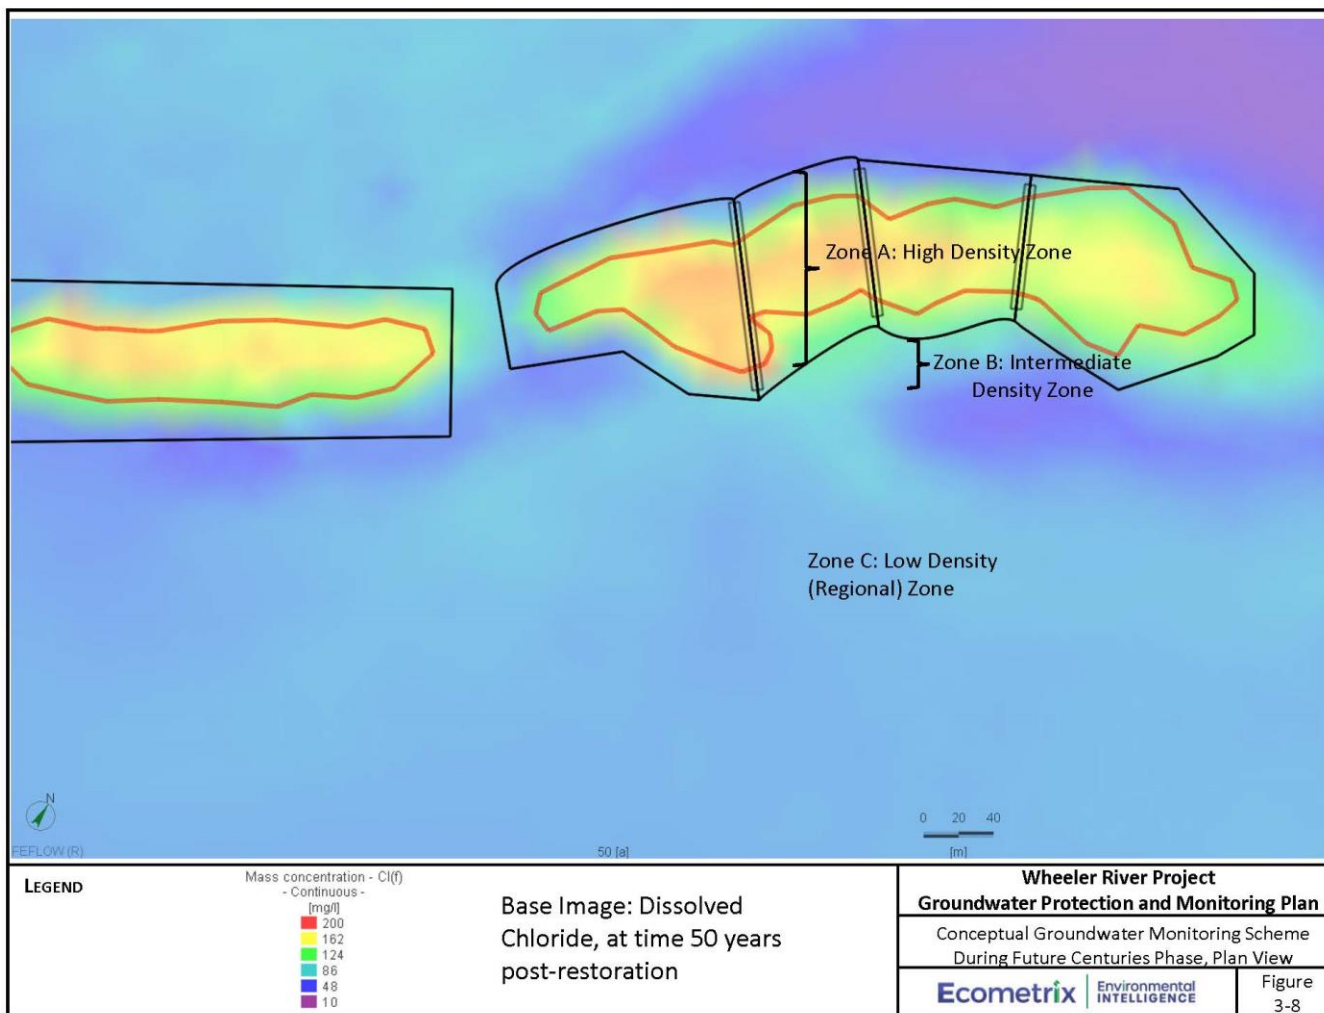 Zone A: High Density Zone
Zone B: Intermediate
Density Zone
Zone C: Low Density
(Regional) Zone
N
0 20 40
FEFLOW (R)
50 [a]
[m]
LEGEND
Mass concentration - Cl(f)
- Continuous -
[mg/l]
200
162
124
86
48
10
Base Image: Dissolved
Chloride, at time 50 years
post-restoration
Wheeler River Project
Groundwater Protection and Monitoring Plan
Conceptual Groundwater Monitoring Scheme
During Future Centuries Phase, Plan View
Ecometrix
Environmental
INTELLIGENCE
Figure
3-8